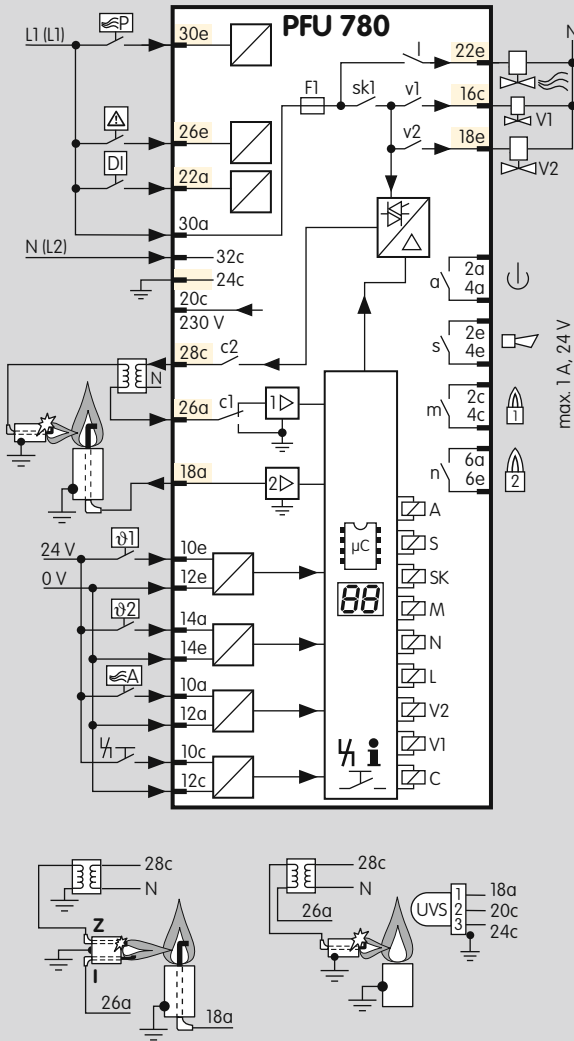 PFU 780
L1 (L1)
P
30e
I
22e
N
F1
sk1
v1
16c
V1
26e
v2
18e
V2
DI
22a
30a
N (L2)
32c
24c
20c
230 V
a
2a
4a
28c
c2
N
s
2e
4e
26a
c1
1
m
2c
4c
1
max. 1 A, 24 V
18a
2
n
6a
6e
2
A
24 V
ϑ1
10e
µC
S
0 V
12e
SK
88
M
ϑ2
14a
14e
N
A
10a
L
12a
V2
10c
i
V1
12c
C
28c
N
Z
I
26a
18a
28c
N
26a
UVS
1
2
3
18a
20c
24c